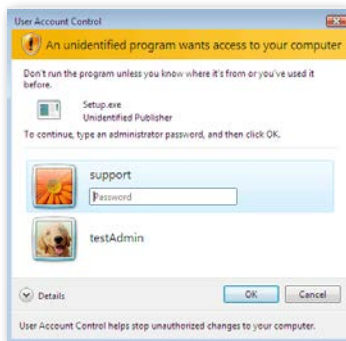 User Account Control
An unidentified program wants access to your computer
Don't run the program unless you know where it's from or you've used it
before.
Setup.exe
Unidentified Publisher
To continue, type an administrator password, and then click OK.
support
Password
testAdmin
Details
OK
Cancel
User Account Control helps stop unauthorized changes to your computer.